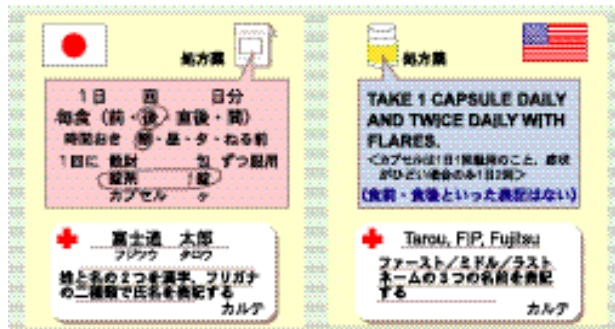 処方薬
1日 回 日分
毎食(前・後・直後・間)
時間おき 朝・昼・夕・ねる前
1回に 散剤 包 ずつ服用
錠剤 1錠
カプセル ヶ
富士通 太郎
フジツウ タロウ
姓と名の2つを漢字、フリガナ
の二種類で氏名を表記する
カルテ
処方薬
TAKE 1 CAPSULE DAILY
AND TWICE DAILY WITH
FLARES.
<カプセルは1日1回服用のこと、症状
がひどい場合のみ1日2回>
(食前・食後といった表記はない)
Tarou, FIP, Fujitsu
ファースト/ミドル/ラスト
ネームの3つの名前を表記
する
カルテ